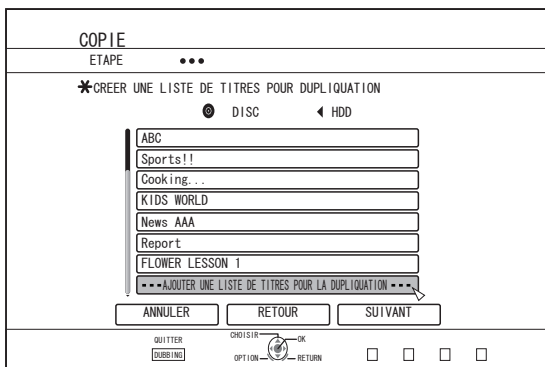 COPIE
ETAPE •••
*CREER UNE LISTE DE TITRES POUR DUPLIQUATION
DISC HDD
ABC
Sports!!
Cooking...
KIDS WORLD
News AAA
Report
FLOWER LESSON 1
---AJOUTER UNE LISTE DE TITRES POUR LA DUPLIQUATION ---
ANNULER RETOUR SUIVANT
QUITTER CHOISIR OK
DUBBING OPTION RETURN